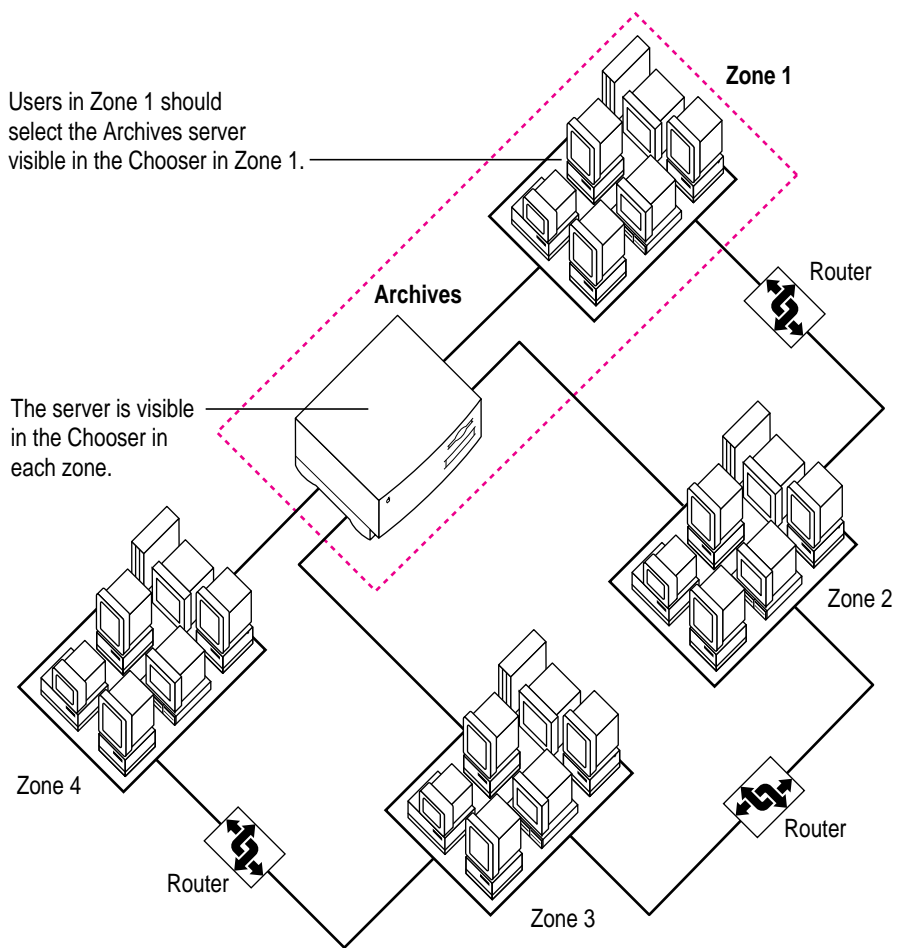 Zone 1
Users in Zone 1 should
select the Archives server
visible in the Chooser in Zone 1.
Router
Archives
The server is visible
in the Chooser in
each zone.
Zone 2
Zone 4
Router
Router
Zone 3